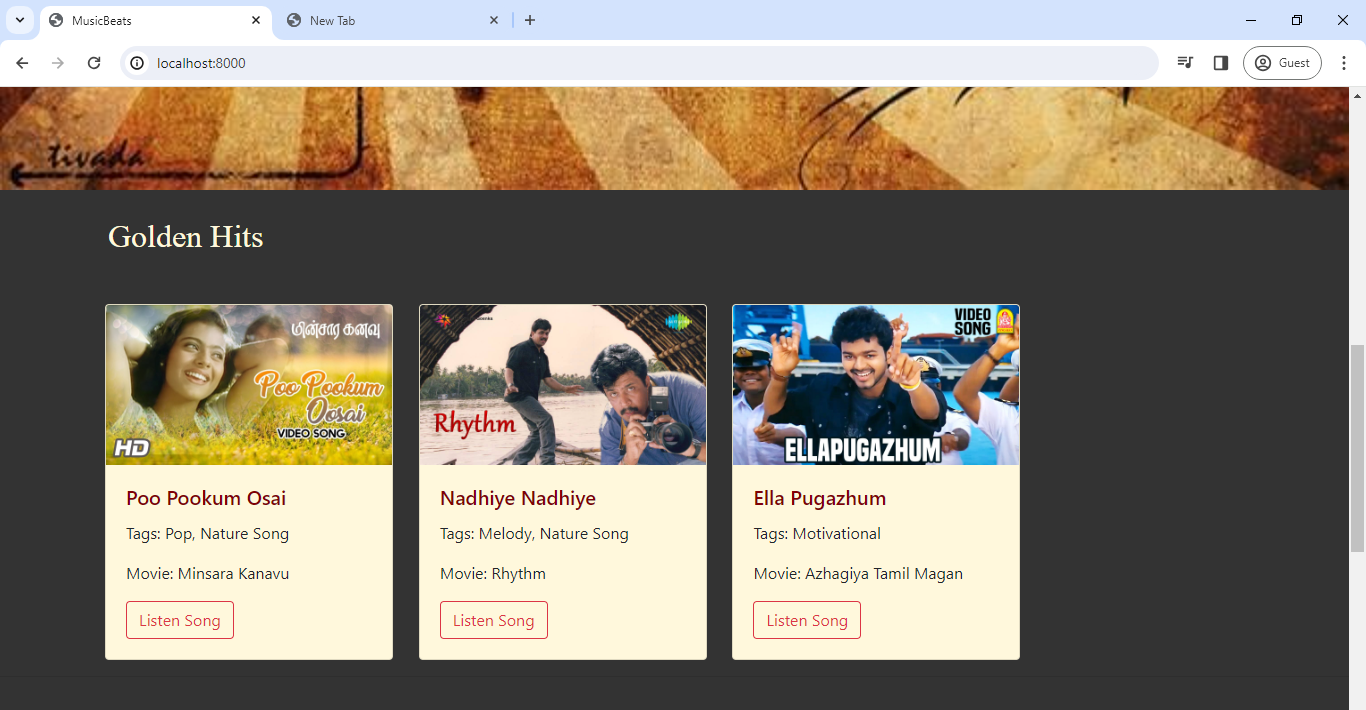 MusicBeats
New Tab
localhost:8000
Guest
tivada
Golden Hits
மின்சார கனவு
Poo Pookum
Oosai
VIDEO SONG
HD
Rhythm
VIDEO
SONG
ELLAPUGAZHUM
Poo Pookum Osai
Tags: Pop, Nature Song
Movie: Minsara Kanavu
Listen Song
Nadhiye Nadhiye
Tags: Melody, Nature Song
Movie: Rhythm
Listen Song
Ella Pugazhum
Tags: Motivational
Movie: Azhagiya Tamil Magan
Listen Song